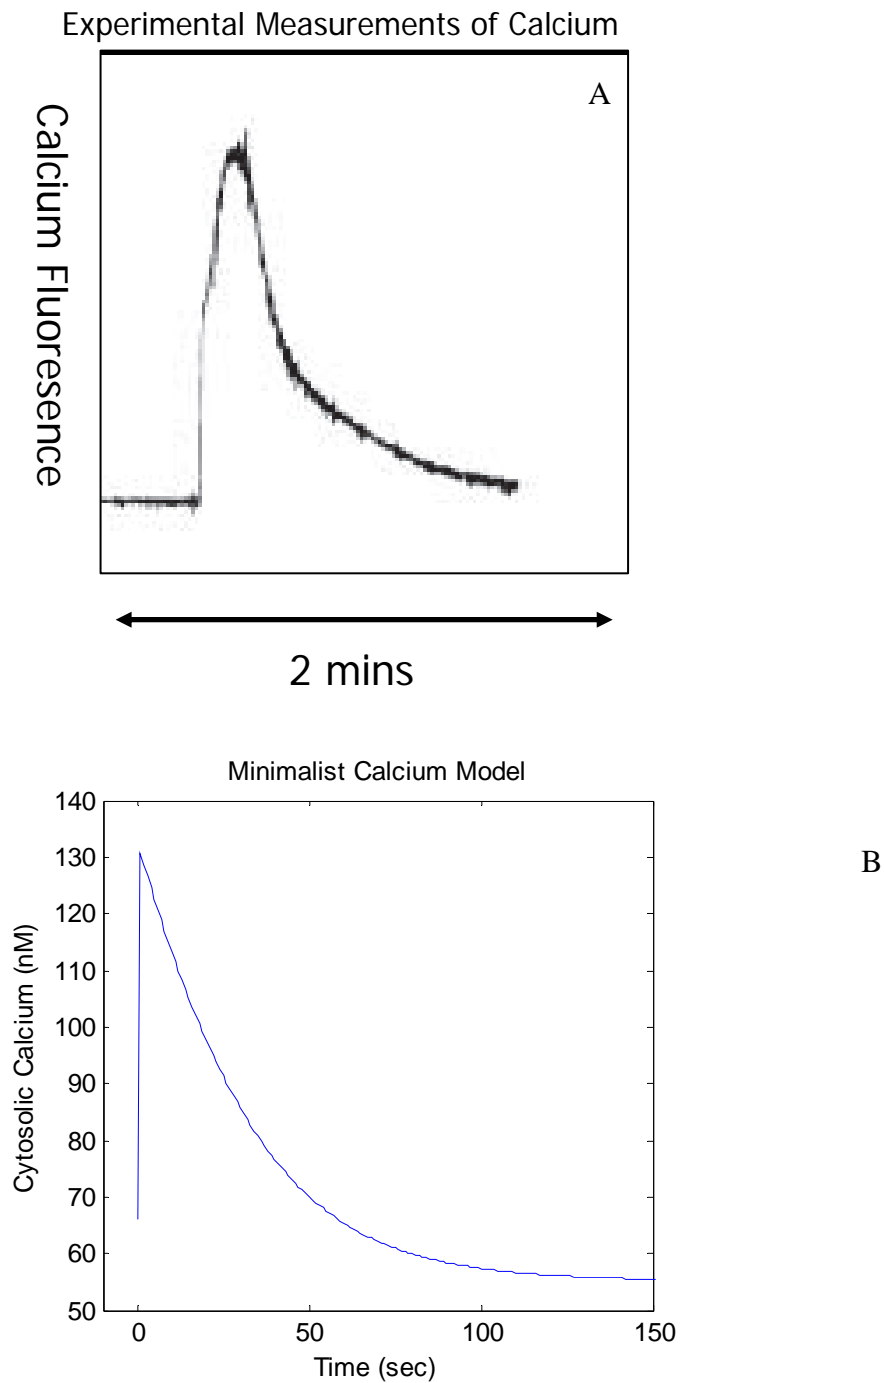 Experimental Measurements of Calcium
A
Calcium Fluoresence
2 mins
Minimalist Calcium Model
B
Cytosolic Calcium (nM)
140
130
120
110
100
90
80
70
60
50
0 50 100 150
Time (sec)